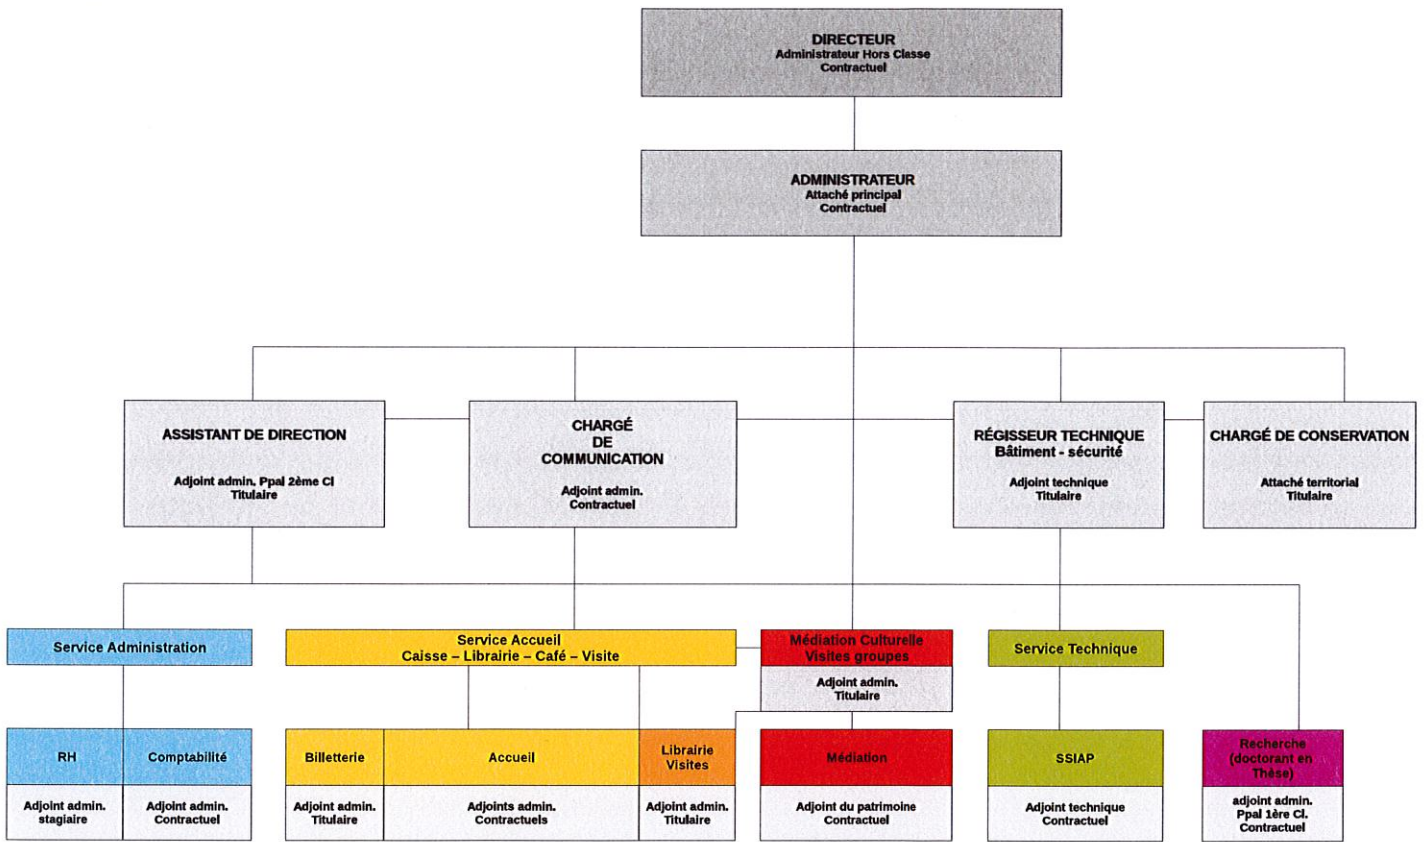 DIRECTEUR
Administrateur Hors Classe
Contractuel
ADMINISTRATEUR
Attaché principal
Contractuel
ASSISTANT DE DIRECTION
Adjoint admin. Ppal 2ème Cl
Titulaire
CHARGÉ
DE
COMMUNICATION
Adjoint admin.
Contractuel
RÉGISSEUR TECHNIQUE
Bâtiment - sécurité
Adjoint technique
Titulaire
CHARGÉ DE CONSERVATION
Attaché territorial
Titulaire
Service Administration
Service Accueil
Caisse – Librairie – Café – Visite
Médiation Culturelle
Visites groupes
Adjoint admin.
Titulaire
Service Technique
RH
Adjoint admin.
stagiaire
Comptabilité
Adjoint admin.
Contractuel
Billetterie
Adjoint admin.
Titulaire
Accueil
Adjoints admin.
Contractuels
Librairie
Visites
Adjoint admin.
Titulaire
Médiation
Adjoint du patrimoine
Contractuel
SSIAP
Adjoint technique
Contractuel
Recherche
(doctorant en
Thèse)
adjoint admin.
Ppal 1ère Cl.
Contractuel